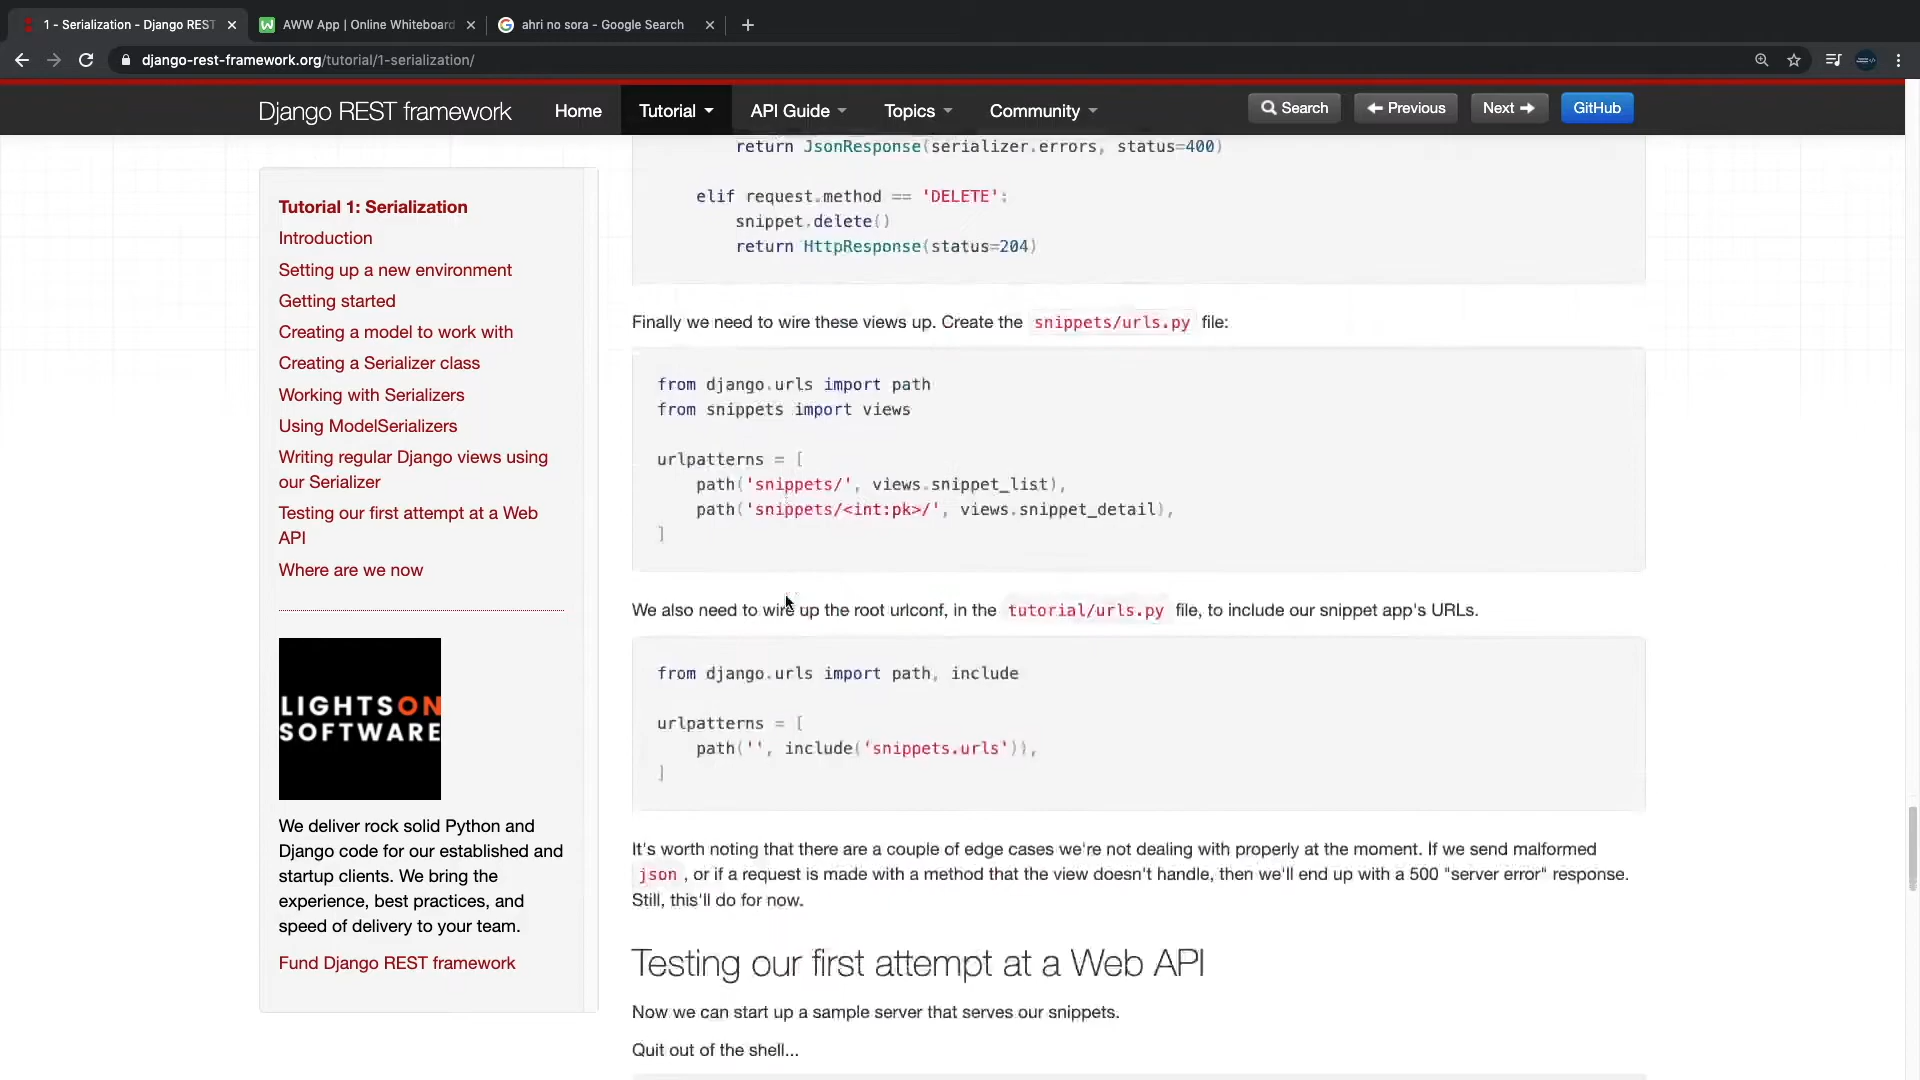 1 - Serialization - Django REST
AWW App | Online Whiteboard
ahri no sora - Google Search
django-rest-framework.org/tutorial/1-serialization/
Django REST framework
Home
Tutorial
API Guide
Topics
Community
Search
Previous
Next
GitHub
Tutorial 1: Serialization
Introduction
Setting up a new environment
Getting started
Creating a model to work with
Creating a Serializer class
Working with Serializers
Using ModelSerializers
Writing regular Django views using
our Serializer
Testing our first attempt at a Web
API
Where are we now
LIGHTSON
SOFTWARE
We deliver rock solid Python and
Django code for our established and
startup clients. We bring the
experience, best practices, and
speed of delivery to your team.
Fund Django REST framework
return JsonResponse(serializer.errors, status=400)
elif request.method == 'DELETE':
snippet.delete()
return HttpResponse(status=204)
Finally we need to wire these views up. Create the snippets/urls.py file:
from django.urls import path
from snippets import views
urlpatterns = [
path('snippets/', views.snippet_list),
path('snippets/<int:pk>/', views.snippet_detail),
]
We also need to wire up the root urlconf, in the tutorial/urls.py file, to include our snippet app's URLs.
from django.urls import path, include
urlpatterns = [
path('', include('snippets.urls')),
]
It's worth noting that there are a couple of edge cases we're not dealing with properly at the moment. If we send malformed
json, or if a request is made with a method that the view doesn't handle, then we'll end up with a 500 "server error" response.
Still, this'll do for now.
Testing our first attempt at a Web API
Now we can start up a sample server that serves our snippets.
Quit out of the shell...